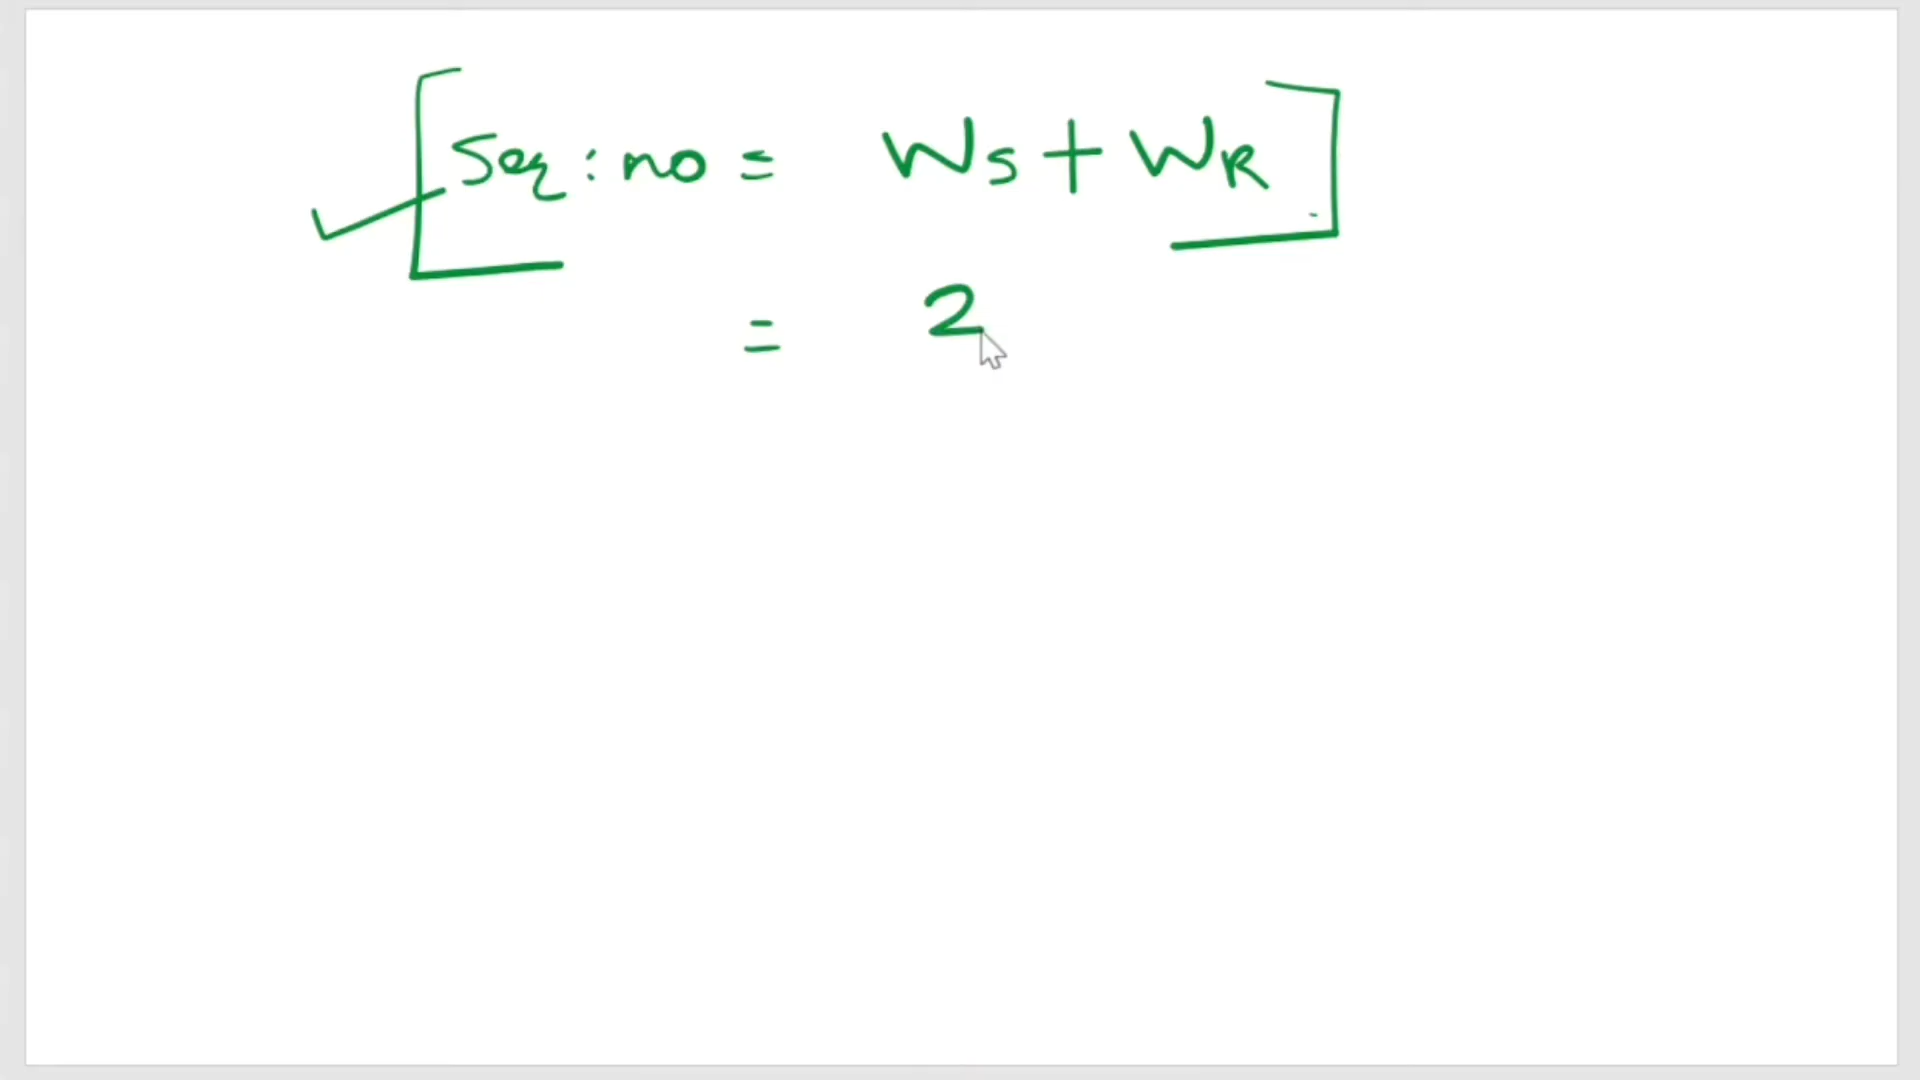 Seq: no = Ws + WR
= 2